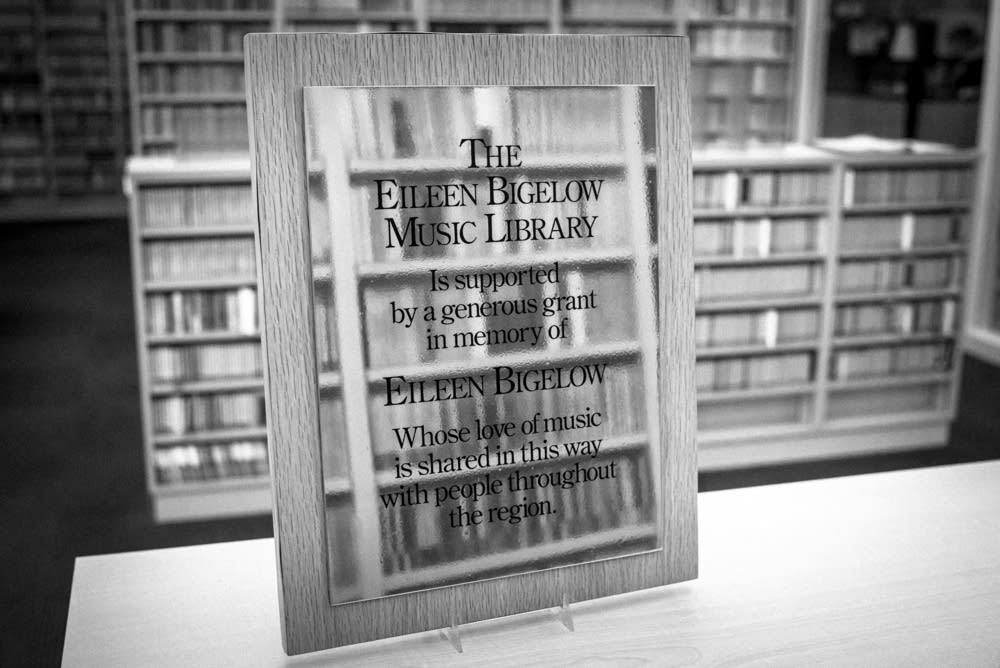 The
Eileen Bigelow
Music Library
Is supported
by a generous grant
in memory of
Eileen Bigelow
Whose love of music
is shared in this way
with people throughout
the region.